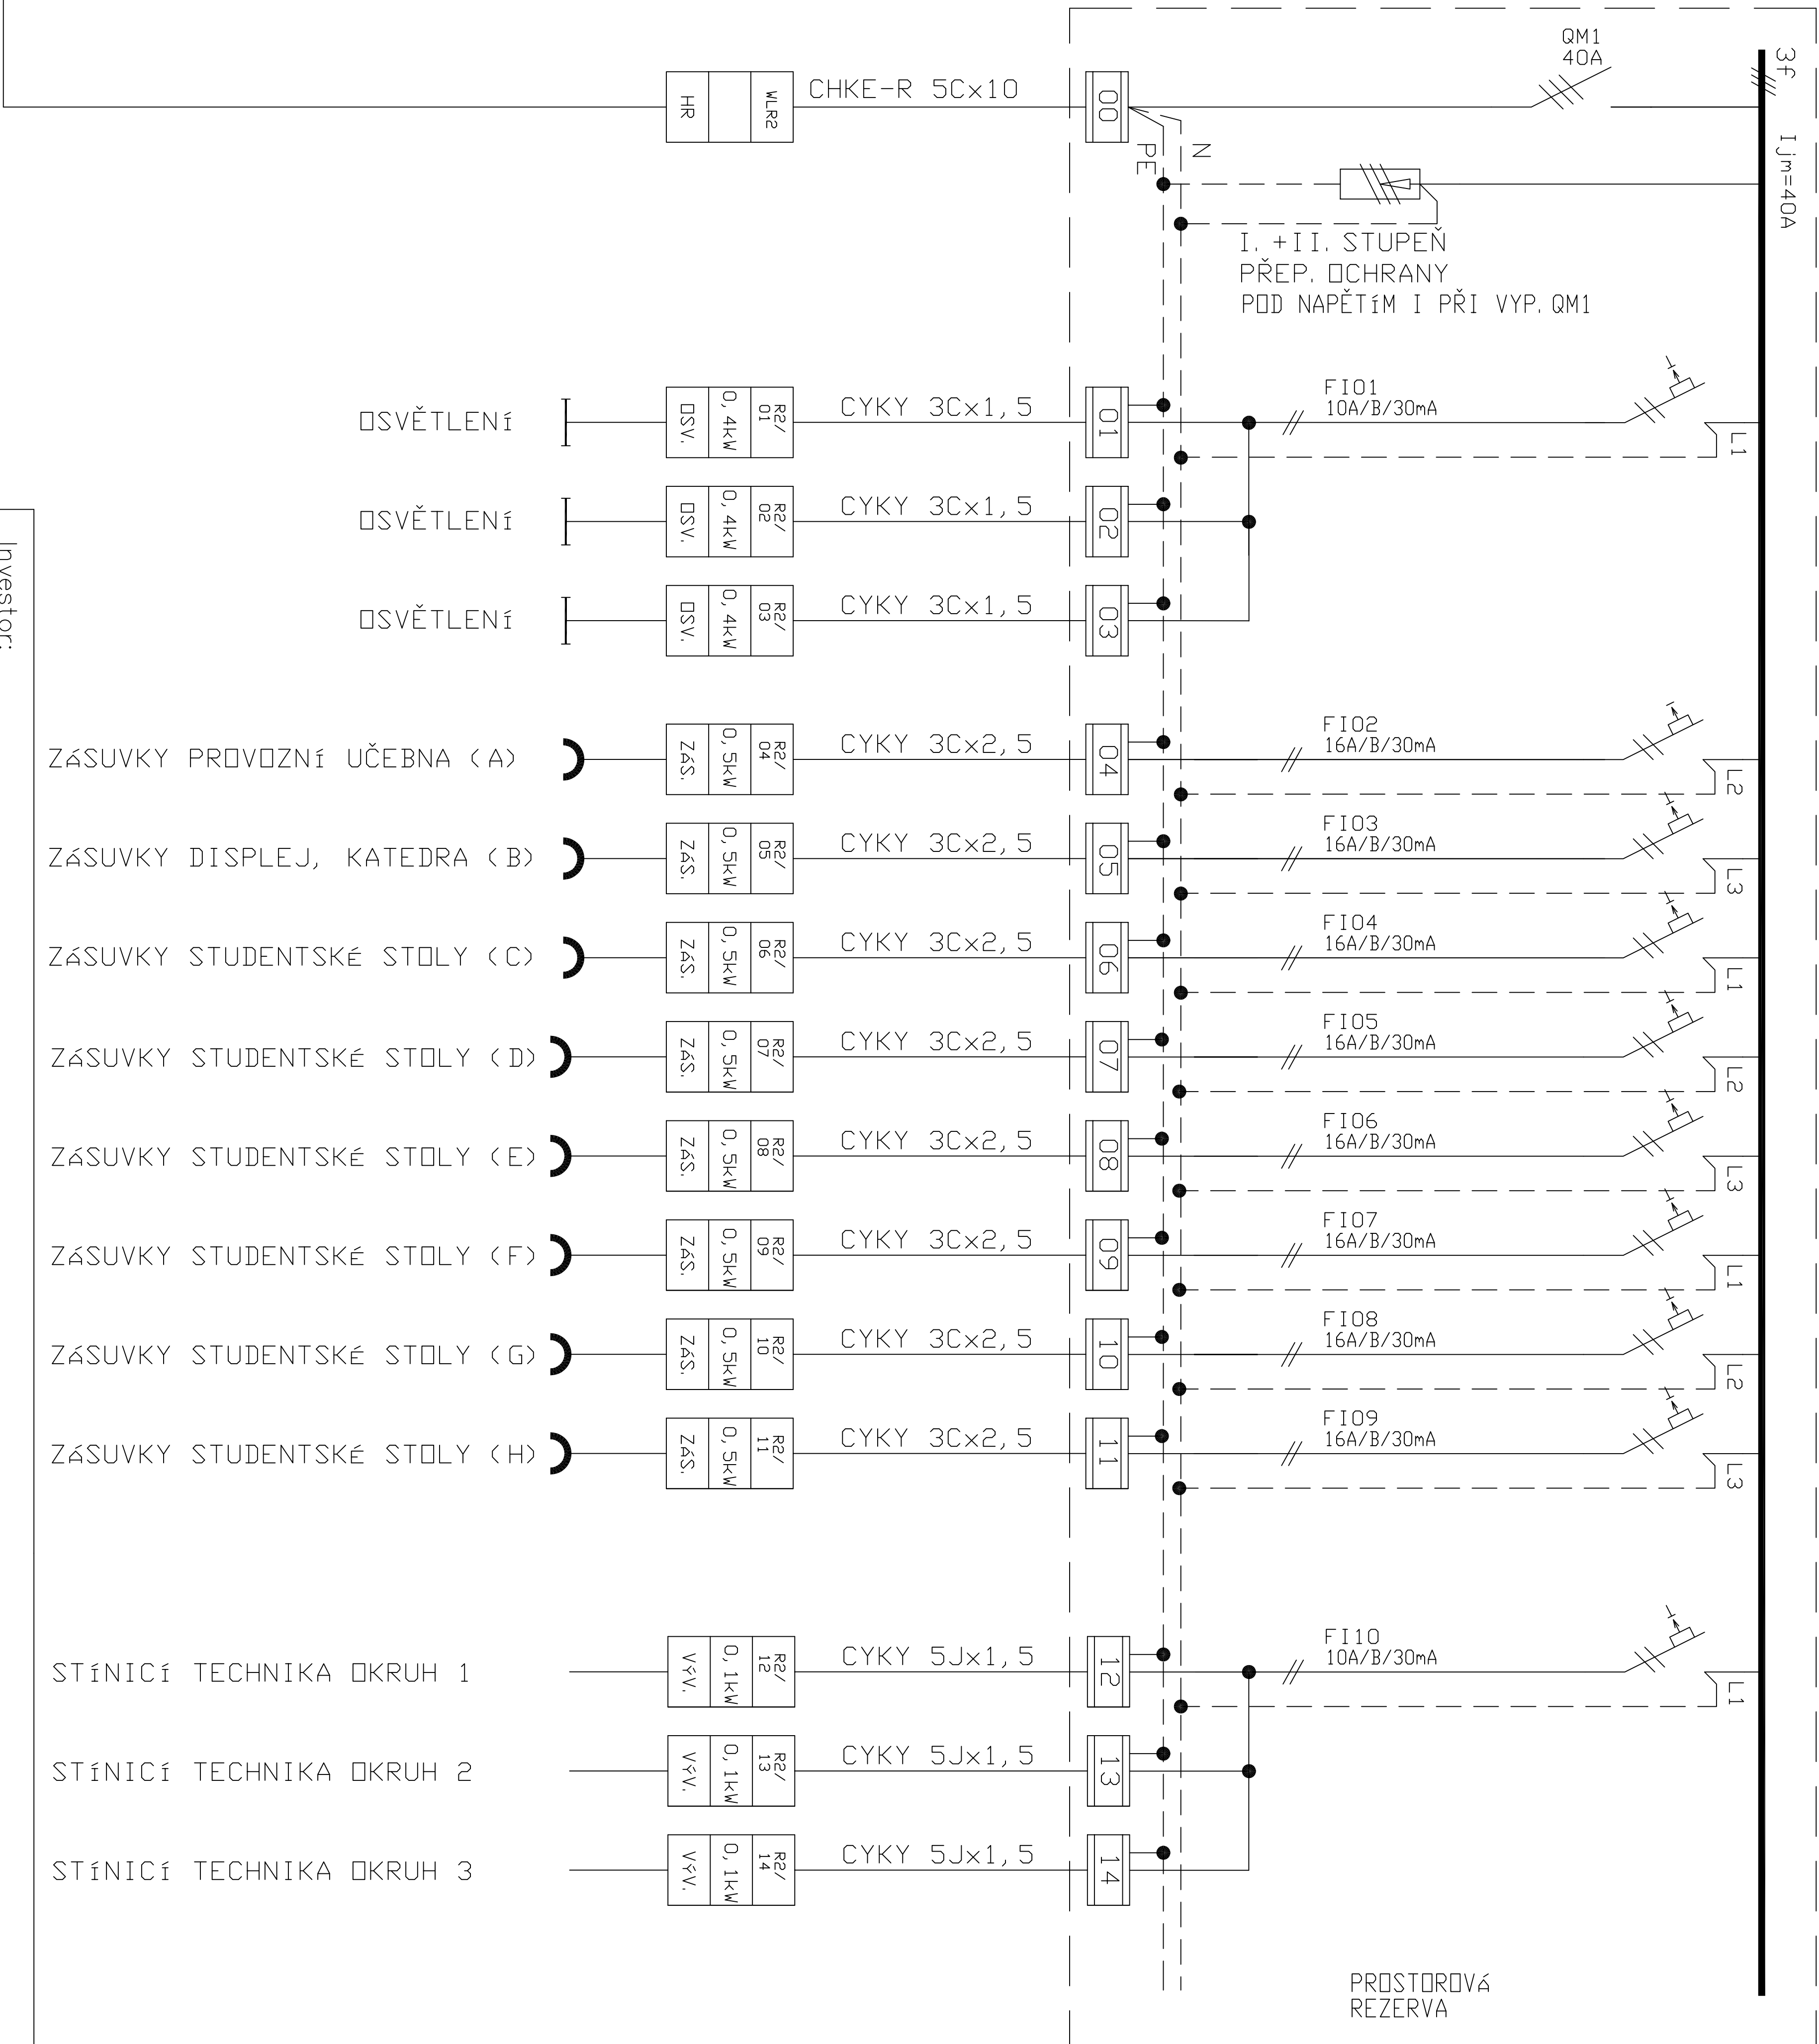 QM1
40A
3f
Ijm=40A
HR
WLR2
CHKE-R 5Cx10
00
PE
N
I. +II. STUPEŇ
PŘEP. OCHRANY
POD NAPĚTÍM I PŘI VYP. QM1
OSVĚTLENÍ
OSV.
0,4kW
R2/
01
CYKY 3Cx1,5
01
FI01
10A/B/30mA
L1
OSVĚTLENÍ
OSV.
0,4kW
R2/
02
CYKY 3Cx1,5
02
OSVĚTLENÍ
OSV.
0,4kW
R2/
03
CYKY 3Cx1,5
03
Investor:
ZÁSUVKY PROVOZNÍ UČEBNA (A)
ZÁS.
0,5kW
R2/
04
CYKY 3Cx2,5
04
FI02
16A/B/30mA
L2
ZÁSUVKY DISPLEJ, KATEDRA (B)
ZÁS.
0,5kW
R2/
05
CYKY 3Cx2,5
05
FI03
16A/B/30mA
L3
ZÁSUVKY STUDENTSKÉ STOLY (C)
ZÁS.
0,5kW
R2/
06
CYKY 3Cx2,5
06
FI04
16A/B/30mA
L1
ZÁSUVKY STUDENTSKÉ STOLY (D)
ZÁS.
0,5kW
R2/
07
CYKY 3Cx2,5
07
FI05
16A/B/30mA
L2
ZÁSUVKY STUDENTSKÉ STOLY (E)
ZÁS.
0,5kW
R2/
08
CYKY 3Cx2,5
08
FI06
16A/B/30mA
L3
ZÁSUVKY STUDENTSKÉ STOLY (F)
ZÁS.
0,5kW
R2/
09
CYKY 3Cx2,5
09
FI07
16A/B/30mA
L1
ZÁSUVKY STUDENTSKÉ STOLY (G)
ZÁS.
0,5kW
R2/
10
CYKY 3Cx2,5
10
FI08
16A/B/30mA
L2
ZÁSUVKY STUDENTSKÉ STOLY (H)
ZÁS.
0,5kW
R2/
11
CYKY 3Cx2,5
11
FI09
16A/B/30mA
L3
STÍNICÍ TECHNIKA OKRUH 1
VÝV.
0,1kW
R2/
12
CYKY 5Jx1,5
12
FI10
10A/B/30mA
L1
STÍNICÍ TECHNIKA OKRUH 2
VÝV.
0,1kW
R2/
13
CYKY 5Jx1,5
13
STÍNICÍ TECHNIKA OKRUH 3
VÝV.
0,1kW
R2/
14
CYKY 5Jx1,5
14
PROSTOROVÁ
REZERVA